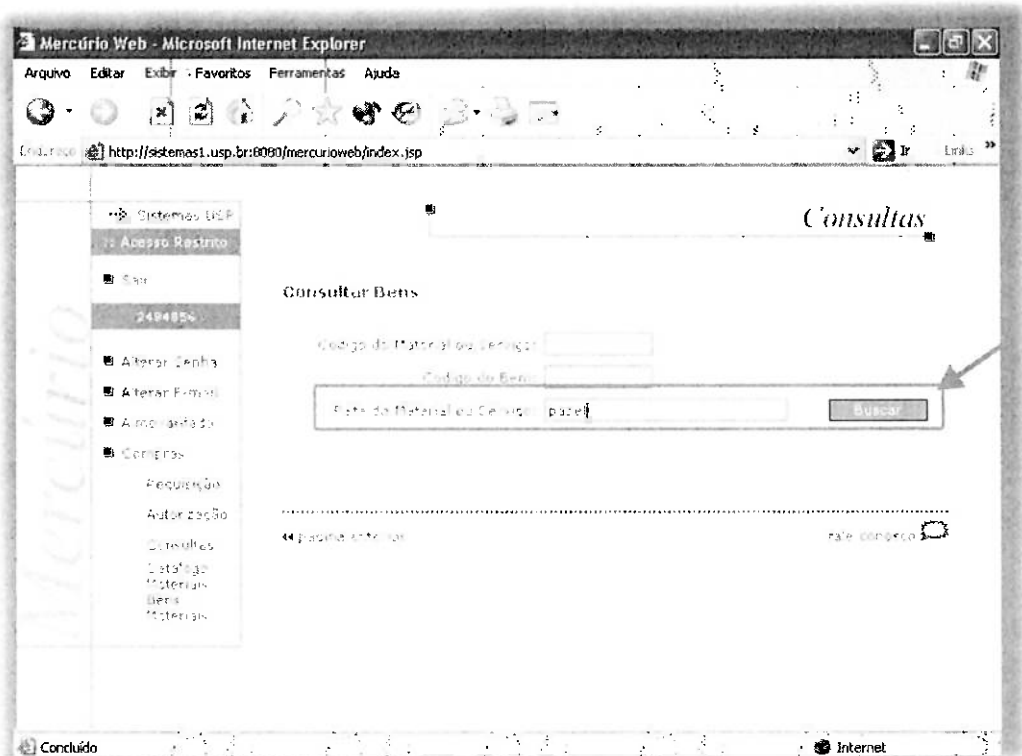 Mercúrio Web - Microsoft Internet Explorer
Arquivo Editar Exibir Favoritos Ferramentas Ajuda
Endereço http://sistemas1.usp.br:8080/mercurioweb/index.jsp Ir Links »
Sistemas USP
Consultas
:: Acesso Restrito
Sair
Consultar Bens
2494856
Código do Material ou Serviço:
Alterar Senha
Código do Bem:
Alterar E-mail
do Material ou Serviço: papel Buscar
Almoxarifado
Compras
Requisição
Autorização
Consultas
página anterior fale conosco
Catálogo
Materiais
Bens
Materiais
Mercúrio
Concluído Internet